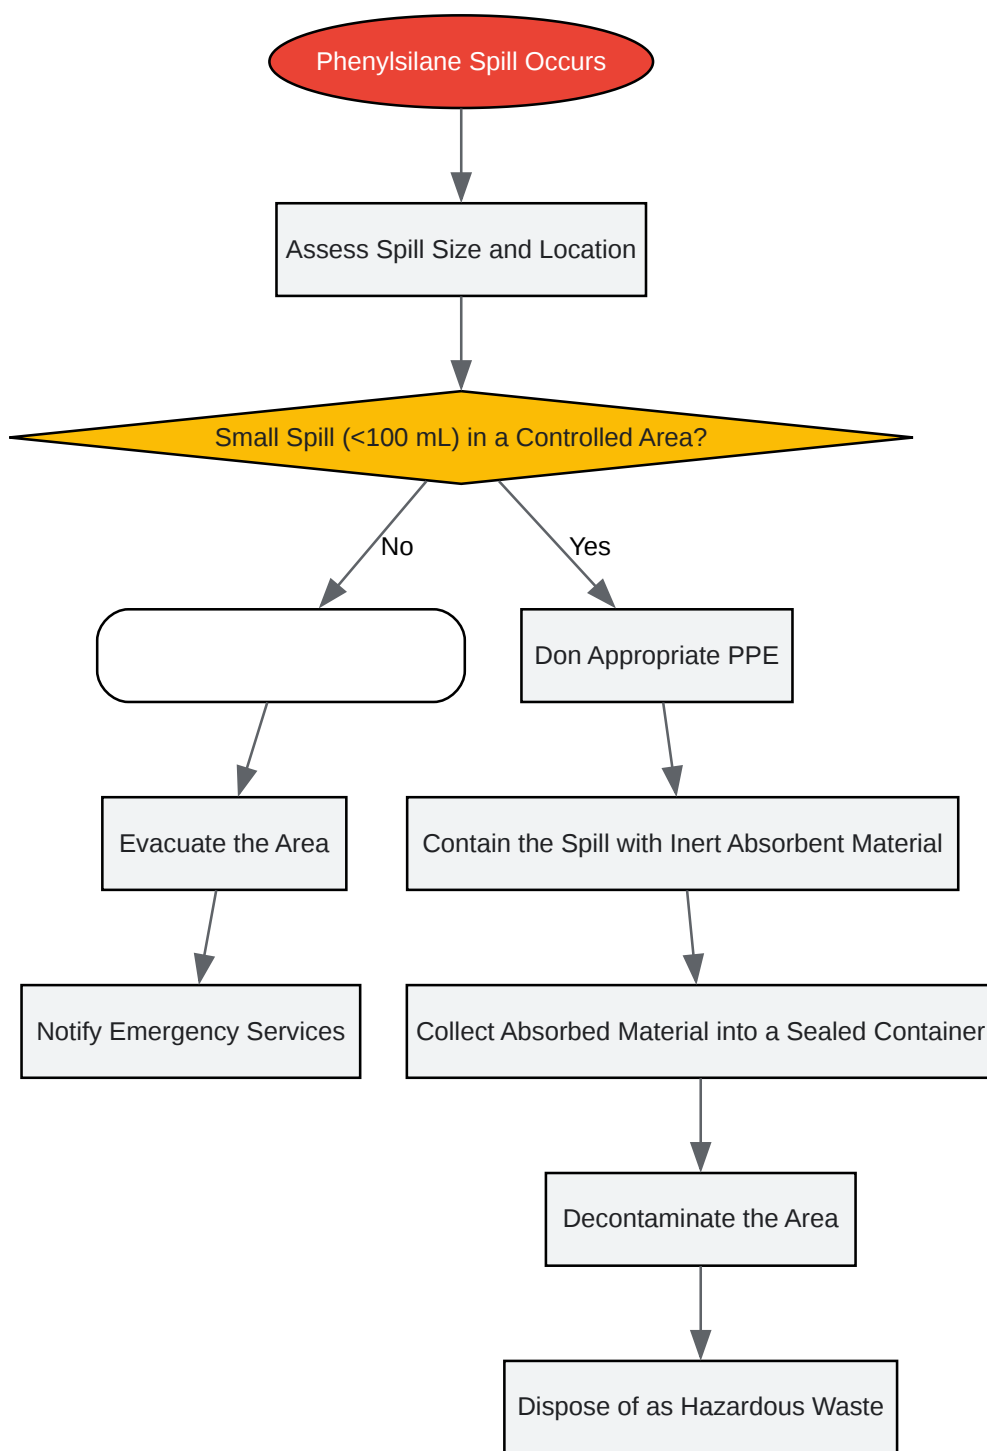 Phenylsilane Spill Occurs
Assess Spill Size and Location
Small Spill (<100 mL) in a Controlled Area?
No
Yes
Don Appropriate PPE
Evacuate the Area
Contain the Spill with Inert Absorbent Material
Notify Emergency Services
Collect Absorbed Material into a Sealed Container
Decontaminate the Area
Dispose of as Hazardous Waste